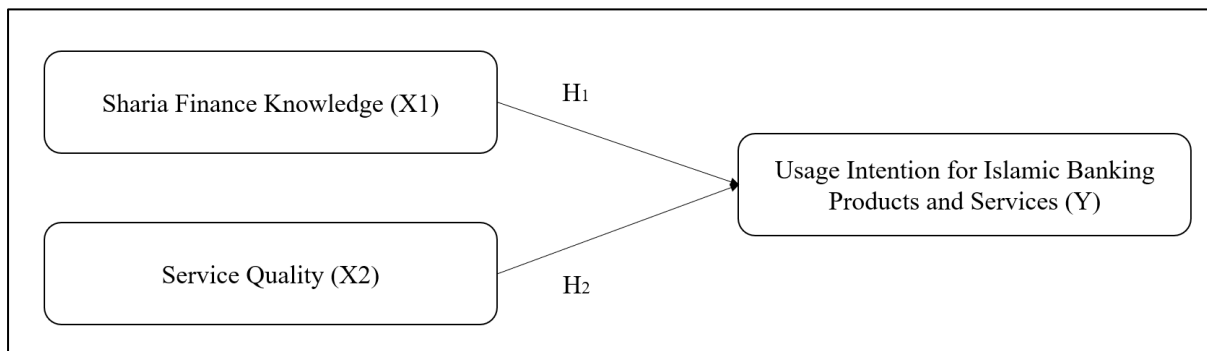 Sharia Finance Knowledge (X1)
H1
Usage Intention for Islamic Banking
Products and Services (Y)
Service Quality (X2)
H2